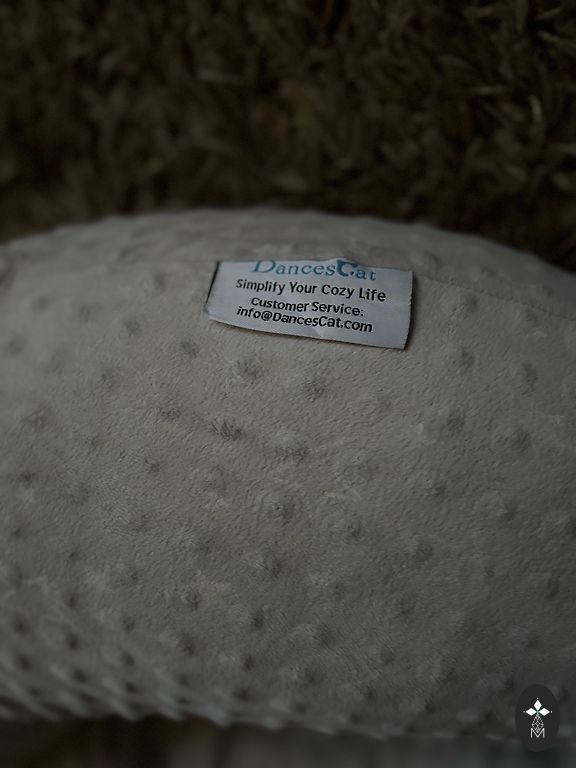 DancesCat
Simplify Your Cozy Life
Customer Service:
info@DancesCat.com
M